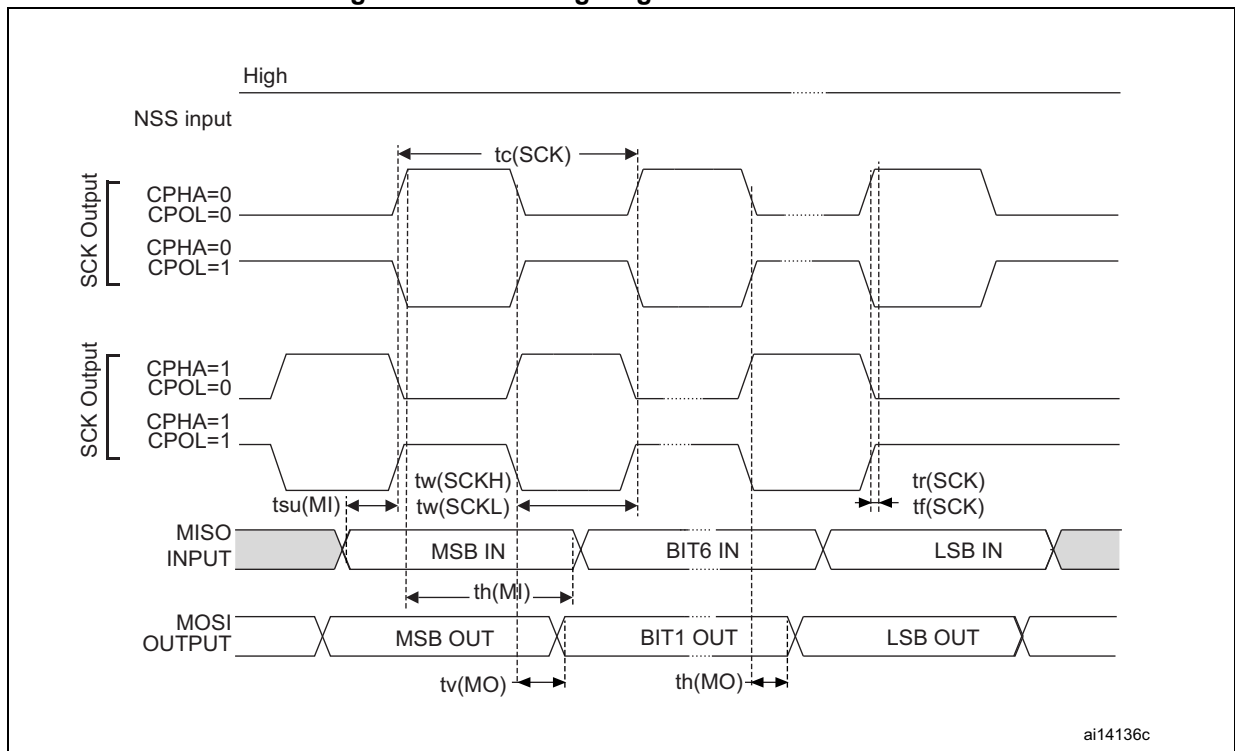 High
NSS input
tc(SCK)
SCK Output
CPHA=0
CPOL=0
CPHA=0
CPOL=1
SCK Output
CPHA=1
CPOL=0
CPHA=1
CPOL=1
tw(SCKH)
tw(SCKL)
tr(SCK)
tf(SCK)
tsu(MI)
MISO
INPUT
MSB IN
BIT6 IN
LSB IN
th(MI)
MOSI
OUTPUT
MSB OUT
BIT1 OUT
LSB OUT
tv(MO)
th(MO)
ai14136c